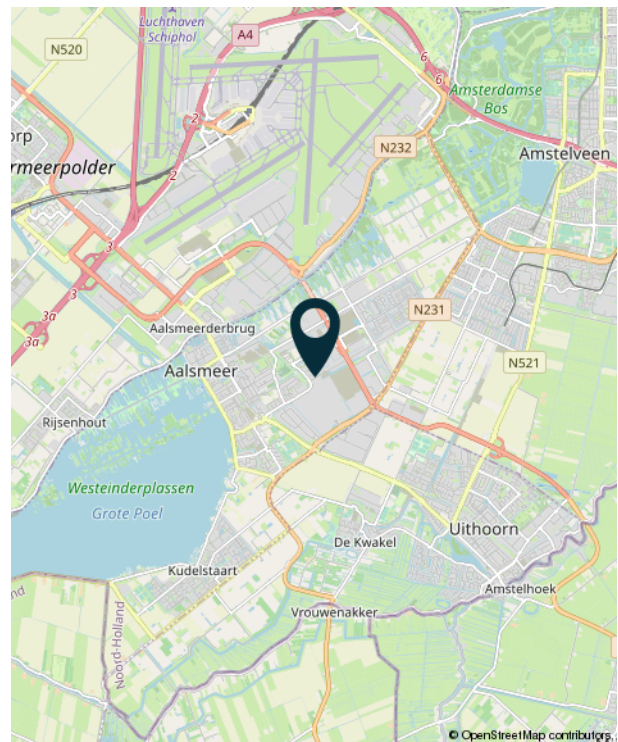 Luchthaven
Schiphol
N520
A4
6
6
Amsterdamse
Bos
2
N232
Amstelveen
rmeerpolder
2
3
3
3a
3a
N231
Aalsmeerderbrug
Aalsmeer
N521
Rijsenhout
Westeinderplassen
Grote Poel
Uithoorn
De Kwakel
Kudelstaart
Amstelhoek
Vrouwenakker
Noord-Holland
© OpenStreetMap contributors